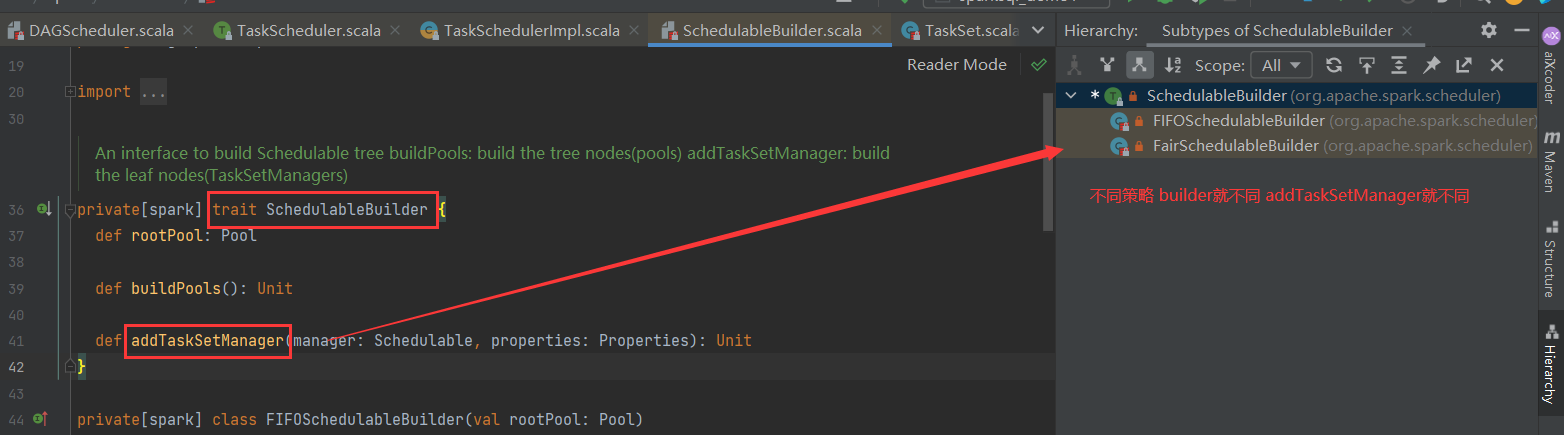 DAGScheduler.scala
TaskScheduler.scala
TaskSchedulerImpl.scala
SchedulableBuilder.scala
TaskSet.scala
Hierarchy:
Subtypes of SchedulableBuilder
Reader Mode
Scope:
All
19
20 import ...
30
An interface to build Schedulable tree buildPools: build the tree nodes(pools) addTaskSetManager: build
the leaf nodes(TaskSetManagers)
36 private[spark] trait SchedulableBuilder {
37 def rootPool: Pool
38
39 def buildPools(): Unit
40
41 def addTaskSetManager(manager: Schedulable, properties: Properties): Unit
42 }
43
44 private[spark] class FIFOSchedulableBuilder(val rootPool: Pool)
* SchedulableBuilder (org.apache.spark.scheduler)
FIFOSchedulableBuilder (org.apache.spark.scheduler)
FairSchedulableBuilder (org.apache.spark.scheduler)
不同策略 builder就不同 addTaskSetManager就不同
aiXcoder
Maven
Structure
Hierarchy